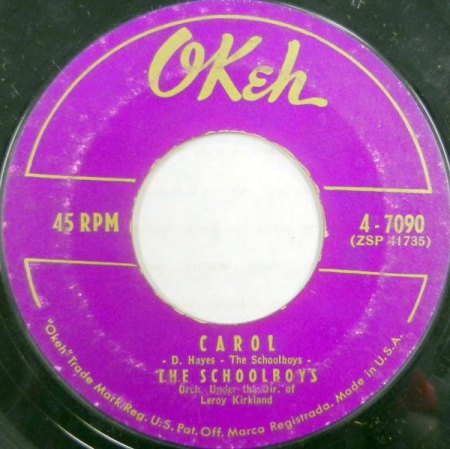 OKeh
45 RPM
4-7090
(ZSP 41735)
CAROL
- D. Hayes - The Schoolboys -
THE SCHOOLBOYS
Orch. Under the Dir. of
Leroy Kirkland
"Okeh" Trade Mark Reg. U.S. Pat. Off. Marca Registrada. Made in U.S.A.